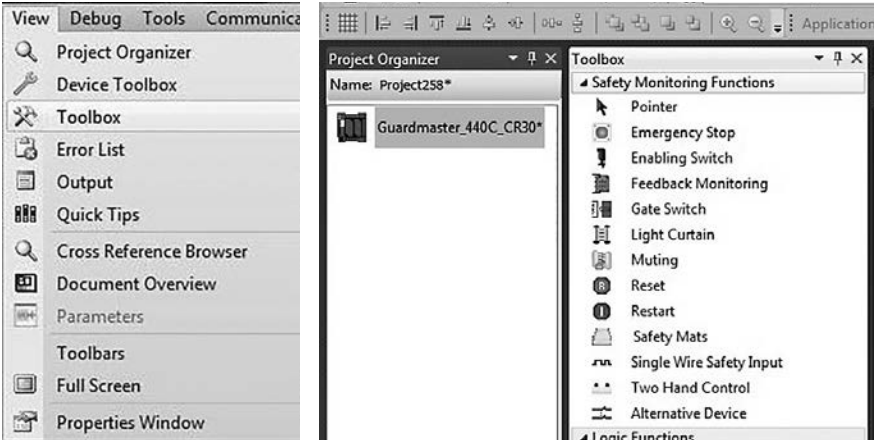 View Debug Tools Communica
Project Organizer
Device Toolbox
Toolbox
Error List
Output
Quick Tips
Cross Reference Browser
Document Overview
Parameters
Toolbars
Full Screen
Properties Window
Application
Project Organizer
Name: Project258*
Guardmaster_440C_CR30*
Toolbox
Safety Monitoring Functions
Pointer
Emergency Stop
Enabling Switch
Feedback Monitoring
Gate Switch
Light Curtain
Muting
Reset
Restart
Safety Mats
Single Wire Safety Input
Two Hand Control
Alternative Device
Logic Functions